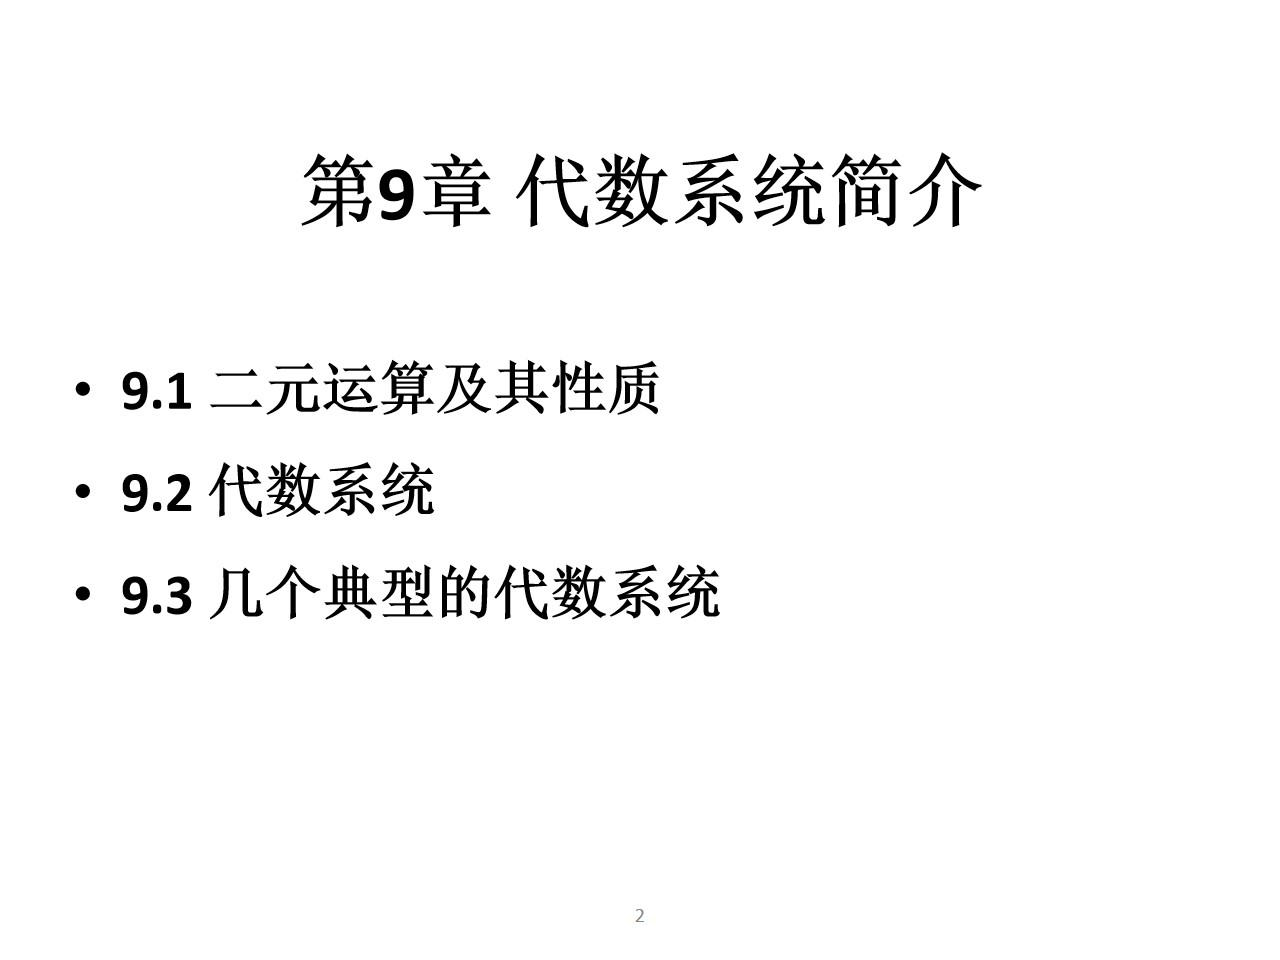 第9章 代数系统简介
• 9.1 二元运算及其性质
• 9.2 代数系统
• 9.3 几个典型的代数系统
2